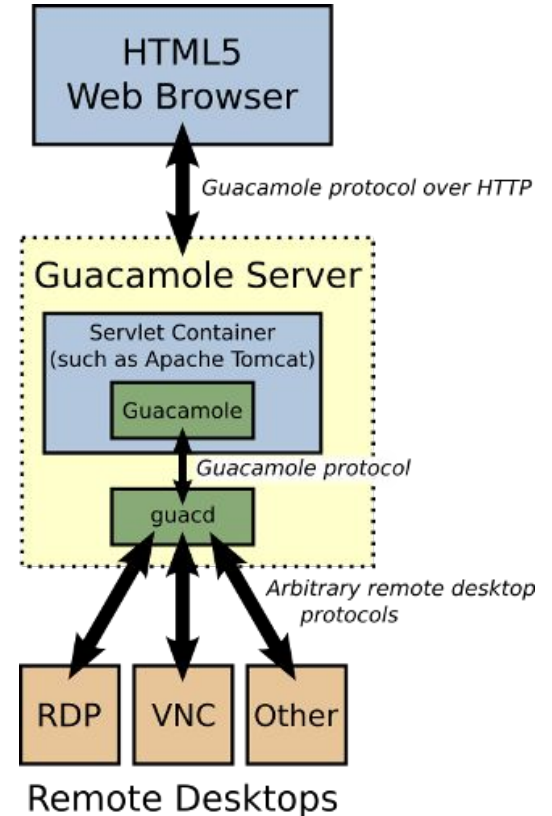 HTML5
Web Browser
Guacamole protocol over HTTP
Guacamole Server
Servlet Container
(such as Apache Tomcat)
Guacamole
Guacamole protocol
guacd
Arbitrary remote desktop
protocols
RDP
VNC
Other
Remote Desktops